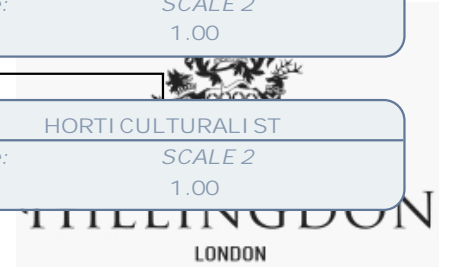 SCALE 2
1.00
HORTICULTURALIST
SCALE 2
1.00
HILLINGDON
LONDON